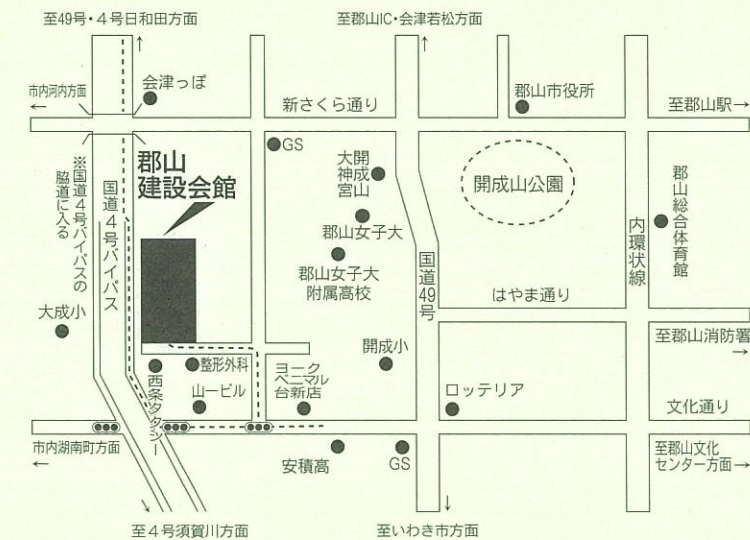 至49号・4号日和田方面
至郡山IC・会津若松方面
市内河内方面
会津っぽ
郡山市役所
新さくら通り
至郡山駅
GS
郡山
建設会館
大神宮
開成山
開成山公園
郡山総合体育館
※国道4号バイパスの
脇道に入る
国道4号バイパス
郡山女子大
郡山女子大
附属高校
国道49号
内環状線
はやま通り
大成小
至郡山消防署
開成小
整形外科
ヨーク
ベニマル
台新店
西条タクシー
山一ビル
ロッテリア
文化通り
市内湖南町方面
安積高
GS
至郡山文化
センター方面
至4号須賀川方面
至いわき市方面